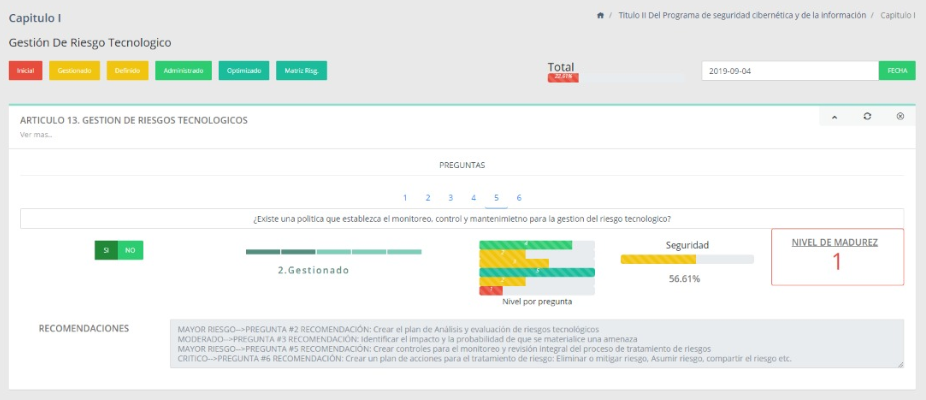 Capitulo I
Titulo II Del Programa de seguridad cibernética y de la información / Capitulo I
Gestión De Riesgo Tecnologico
Inicial Gestionado Definido Administrado Optimizado Matriz Risg.
Total
2019-09-04 FECHA
ARTICULO 13. GESTION DE RIESGOS TECNOLOGICOS
Ver mas..
PREGUNTAS
1 2 3 4 5 6
¿Existe una politica que establezca el monitoreo, control y mantenimietno para la gestion del riesgo tecnologico?
SI NO
2.Gestionado
Nivel por pregunta
Seguridad
56.61%
NIVEL DE MADUREZ
1
RECOMENDACIONES
MAYOR RIESGO-->PREGUNTA #2 RECOMENDACIÓN: Crear el plan de Análisis y evaluación de riesgos tecnológicos
MODERADO-->PREGUNTA #3 RECOMENDACIÓN: Identificar el impacto y la probabilidad de que se materialice una amenaza
MAYOR RIESGO-->PREGUNTA #5 RECOMENDACIÓN: Crear controles para el monitoreo y revisión integral del proceso de tratamiento de riesgos
CRITICO-->PREGUNTA #6 RECOMENDACIÓN: Crear un plan de acciones para el tratamiento de riesgo: Eliminar o mitigar riesgo, Asumir riesgo, compartir el riesgo etc.